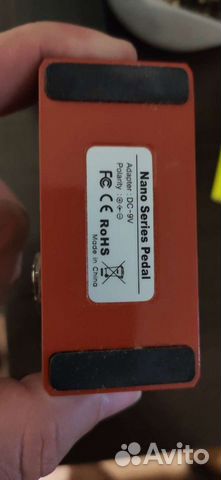 Nano Series Pedal
Adapter : DC-9V
Polarity :
FC CE RoHS
Made in China
Avito